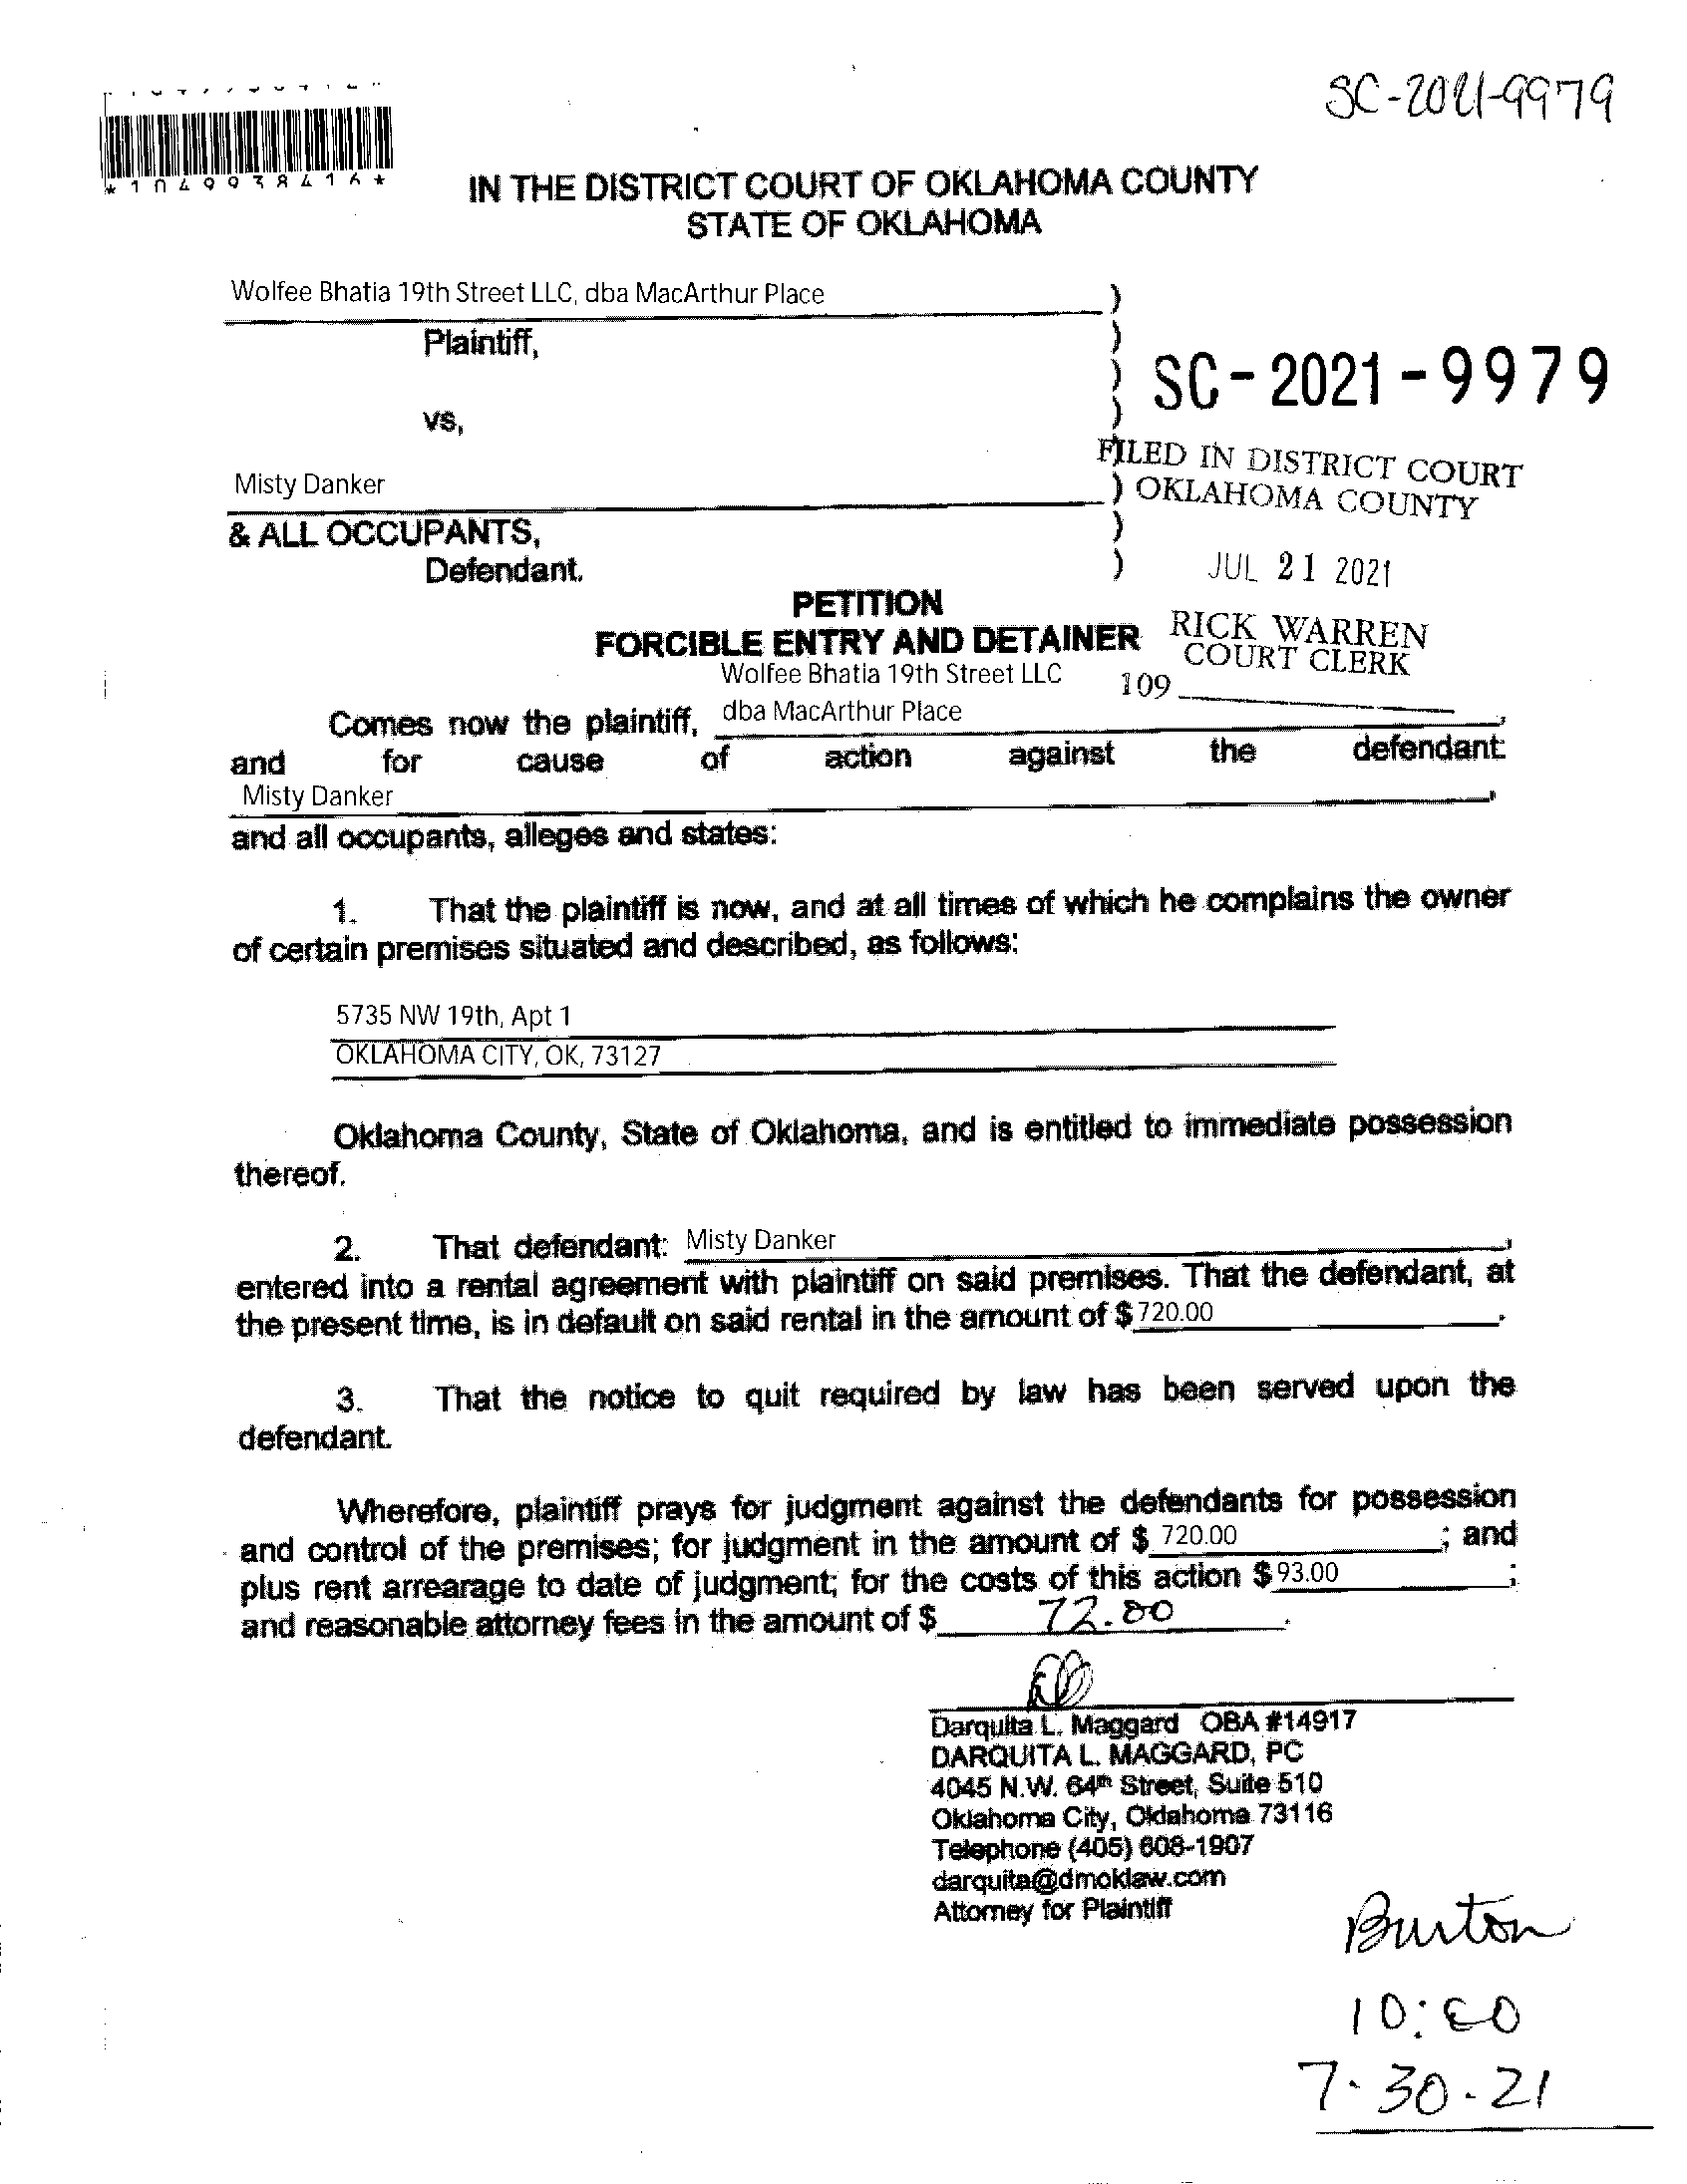 SC-2021-9979
*1049938416*
IN THE DISTRICT COURT OF OKLAHOMA COUNTY
STATE OF OKLAHOMA
Wolfee Bhatia 19th Street LLC, dba MacArthur Place )
Plaintiff, )
)
SC-2021-9979
vs, )
FILED IN DISTRICT COURT
OKLAHOMA COUNTY
Misty Danker )
& ALL OCCUPANTS, )
Defendant. )
JUL 21 2021
PETITION
FORCIBLE ENTRY AND DETAINER
RICK WARREN
COURT CLERK
109
Wolfee Bhatia 19th Street LLC
Comes now the plaintiff, dba MacArthur Place,
and for cause of action against the defendant:
Misty Danker,
and all occupants, alleges and states:
1. That the plaintiff is now, and at all times of which he complains the owner
of certain premises situated and described, as follows:
5735 NW 19th, Apt 1
OKLAHOMA CITY, OK, 73127
Oklahoma County, State of Oklahoma, and is entitled to immediate possession
thereof.
2. That defendant: Misty Danker,
entered into a rental agreement with plaintiff on said premises. That the defendant, at
the present time, is in default on said rental in the amount of $720.00.
3. That the notice to quit required by law has been served upon the
defendant.
Wherefore, plaintiff prays for judgment against the defendants for possession
and control of the premises; for judgment in the amount of $ 720.00 ; and
plus rent arrearage to date of judgment; for the costs of this action $93.00 ;
and reasonable attorney fees in the amount of $ 72.00.
Darquita L. Maggard OBA #14917
DARQUITA L. MAGGARD, PC
4045 N.W. 64th Street, Suite 510
Oklahoma City, Oklahoma 73116
Telephone (405) 608-1907
darquita@dmoklaw.com
Attorney for Plaintiff
Burton
10:00
7-30-21